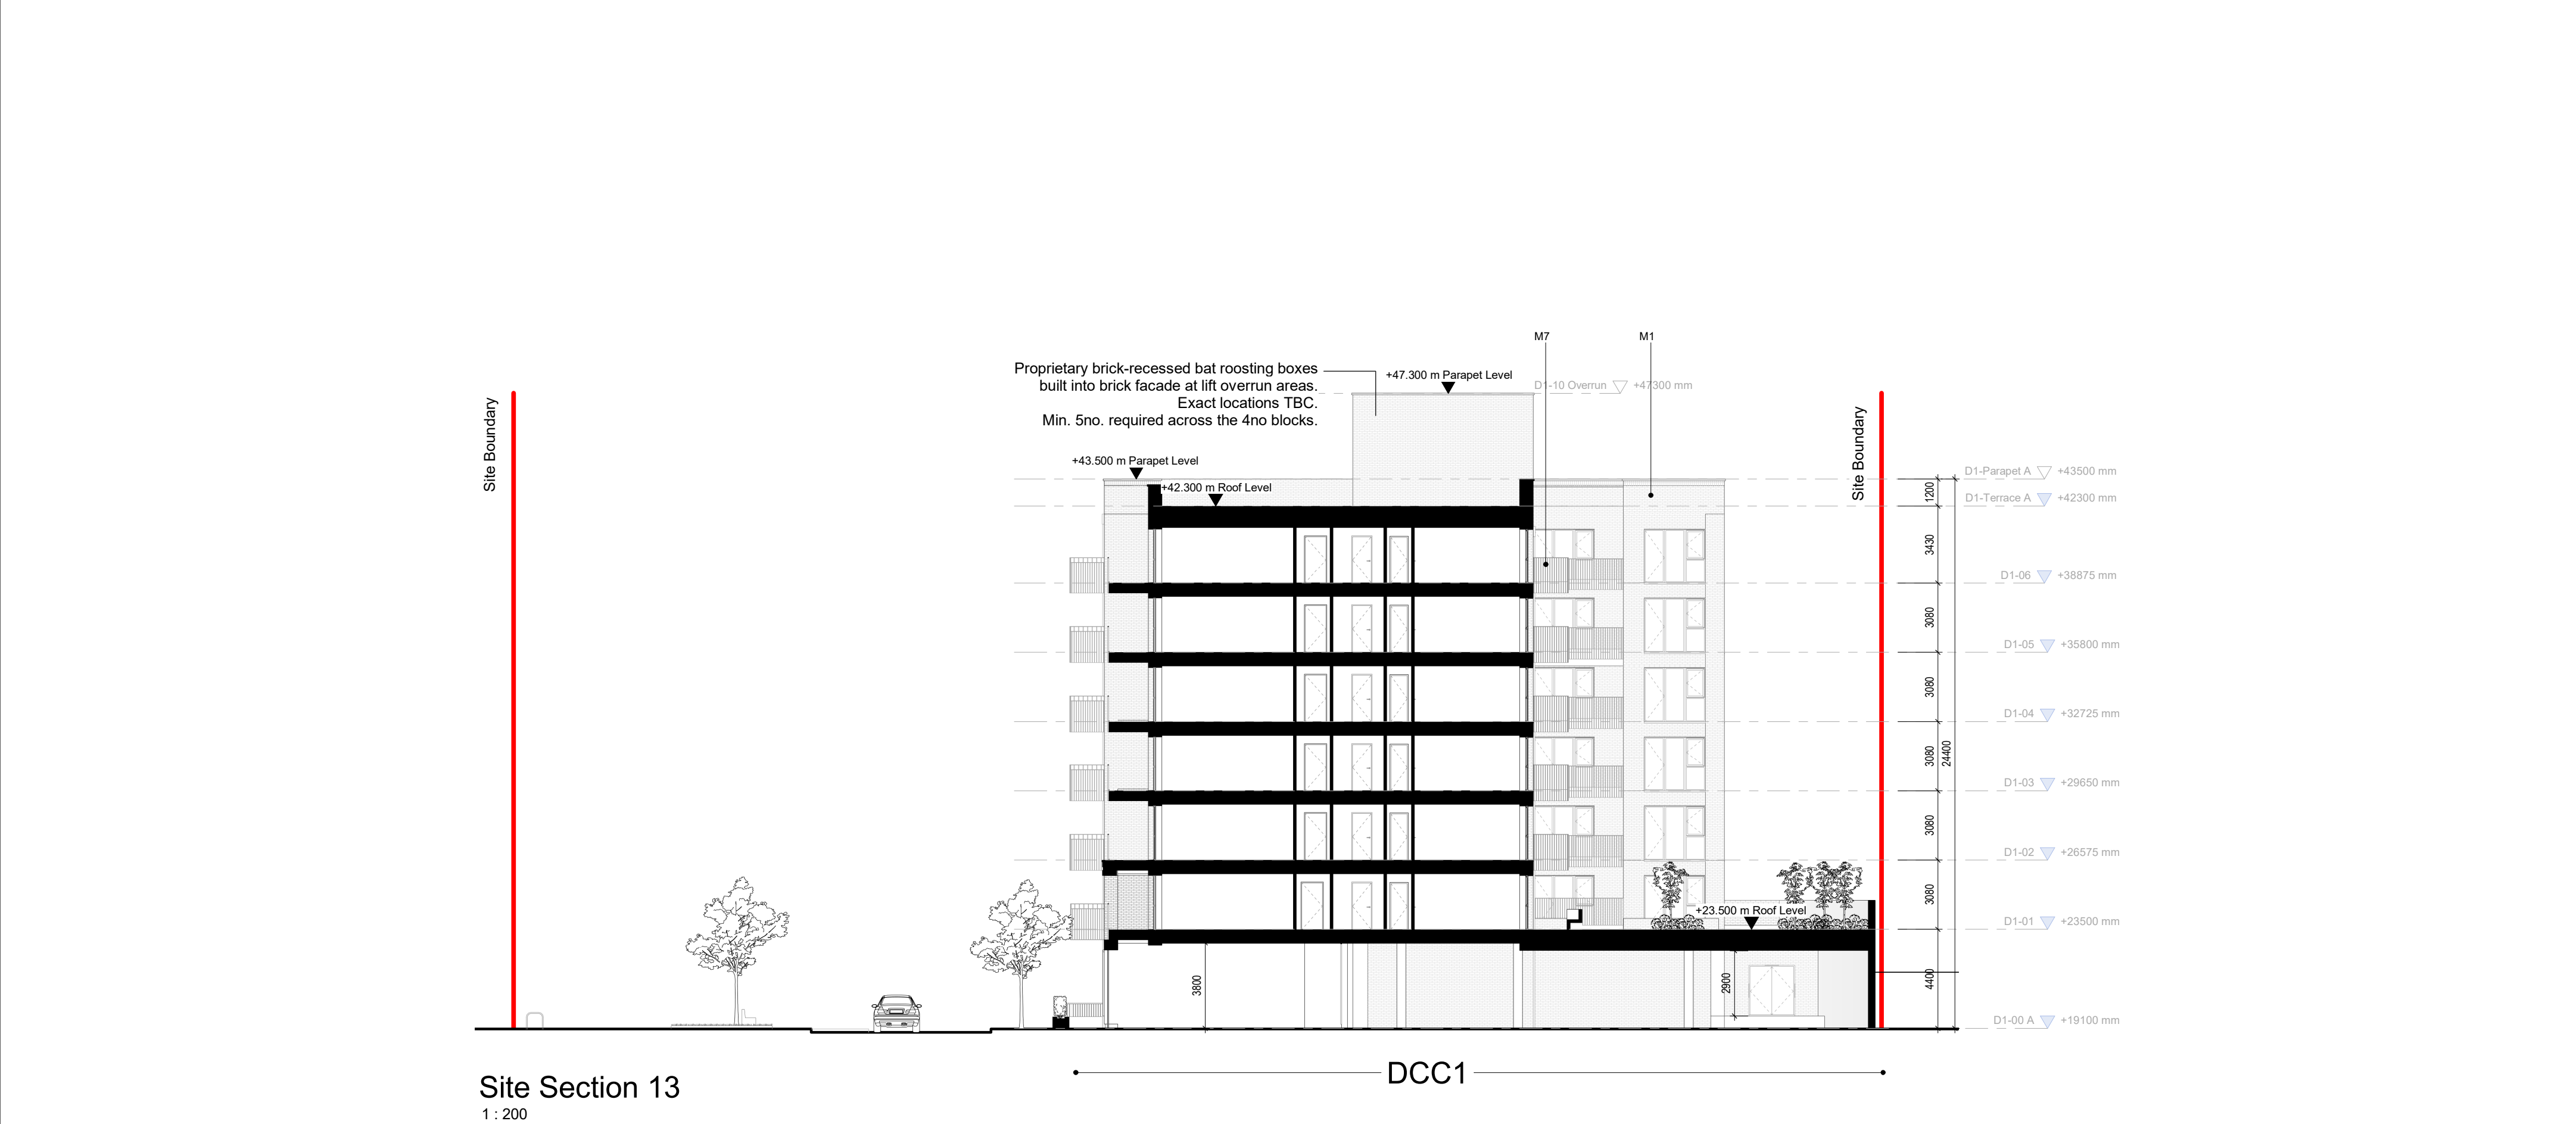 M7
M1
Proprietary brick-recessed bat roosting boxes
built into brick facade at lift overrun areas.
Exact locations TBC.
Min. 5no. required across the 4no blocks.
+47.300 m Parapet Level
D1-10 Overrun +47300 mm
Site Boundary
Site Boundary
+43.500 m Parapet Level
+42.300 m Roof Level
D1-Parapet A +43500 mm
1200
D1-Terrace A +42300 mm
3430
D1-06 +38875 mm
3080
D1-05 +35800 mm
3080
D1-04 +32725 mm
3080
24400
D1-03 +29650 mm
3080
D1-02 +26575 mm
3080
+23.500 m Roof Level
D1-01 +23500 mm
3800
2900
4400
D1-00 A +19100 mm
DCC1
Site Section 13
1 : 200